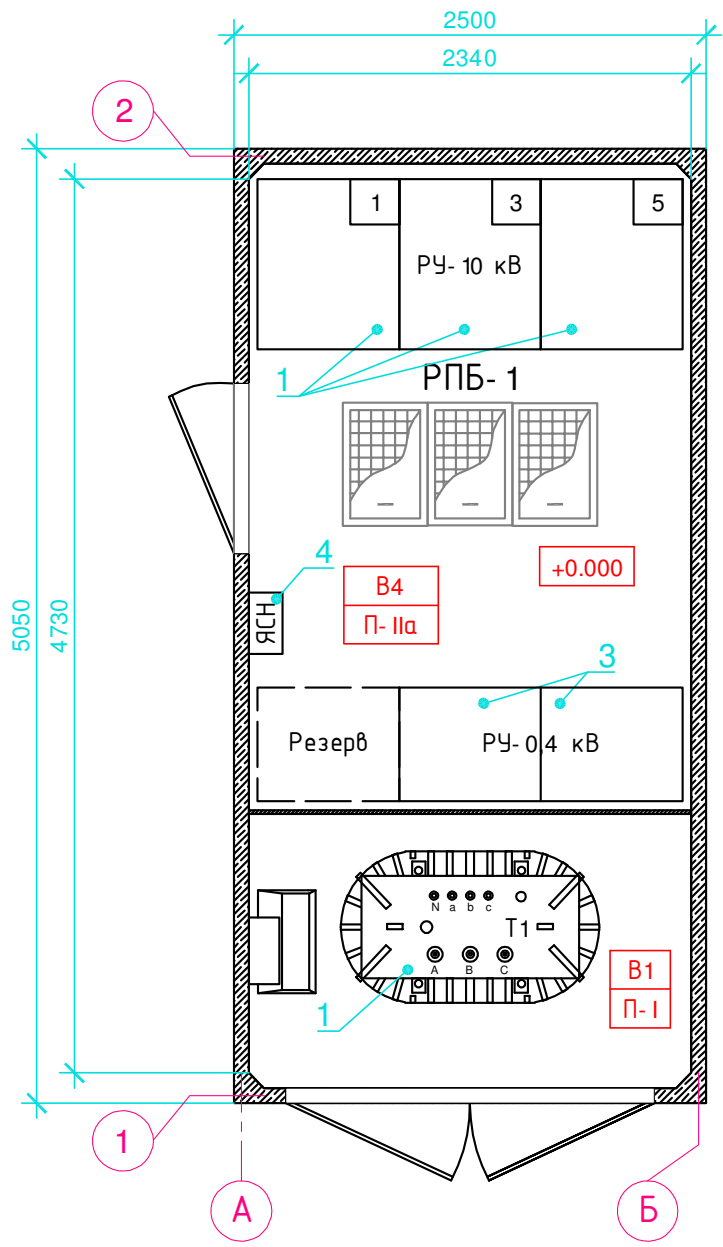 2500
2340
2
1
3
5
РУ-10 кВ
1
РПБ-1
5050
4730
4
+0.000
В4
П-IIа
ЯСН
3
Резерв
РУ-0,4 кВ
N a b c
Т1
A B C
В1
П-I
1
1
А
Б